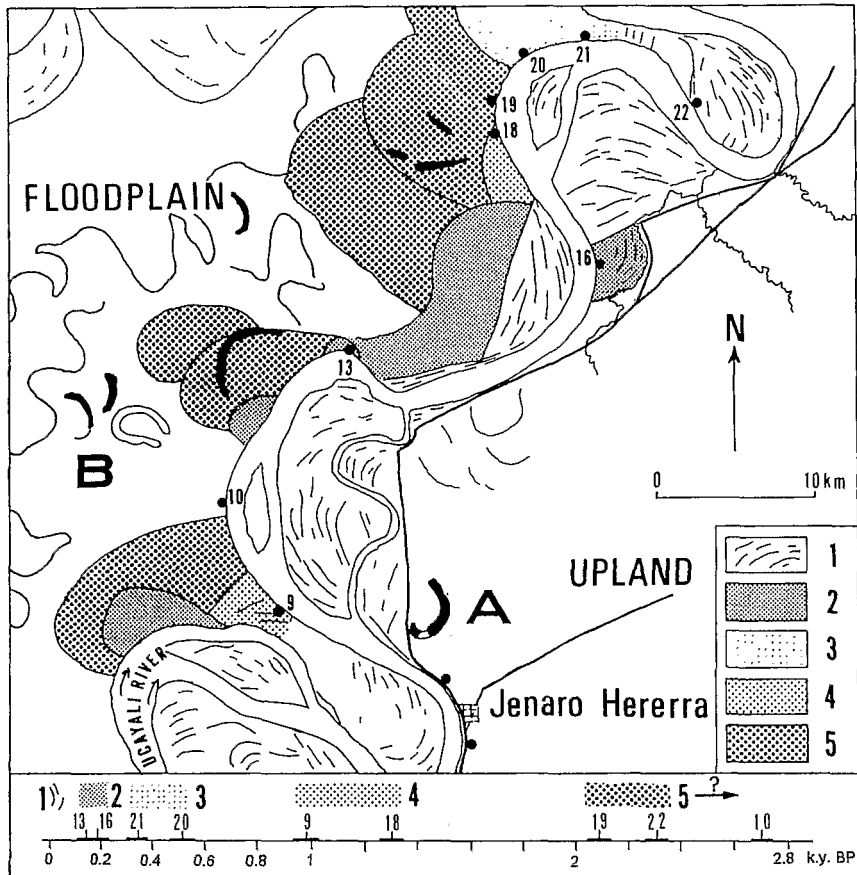 21
20
19
18
22
FLOODPLAIN
16
N
13
B
10
0 10 km
1
UPLAND
2
A
9
3
Jenaro Hererra
4
UCAYALI RIVER
5
1 2 3 4 5 ?
13 16 21 20 9 18 19 22 10
0 0.2 0.4 0.6 0.8 1 2 2.8 k.y. BP